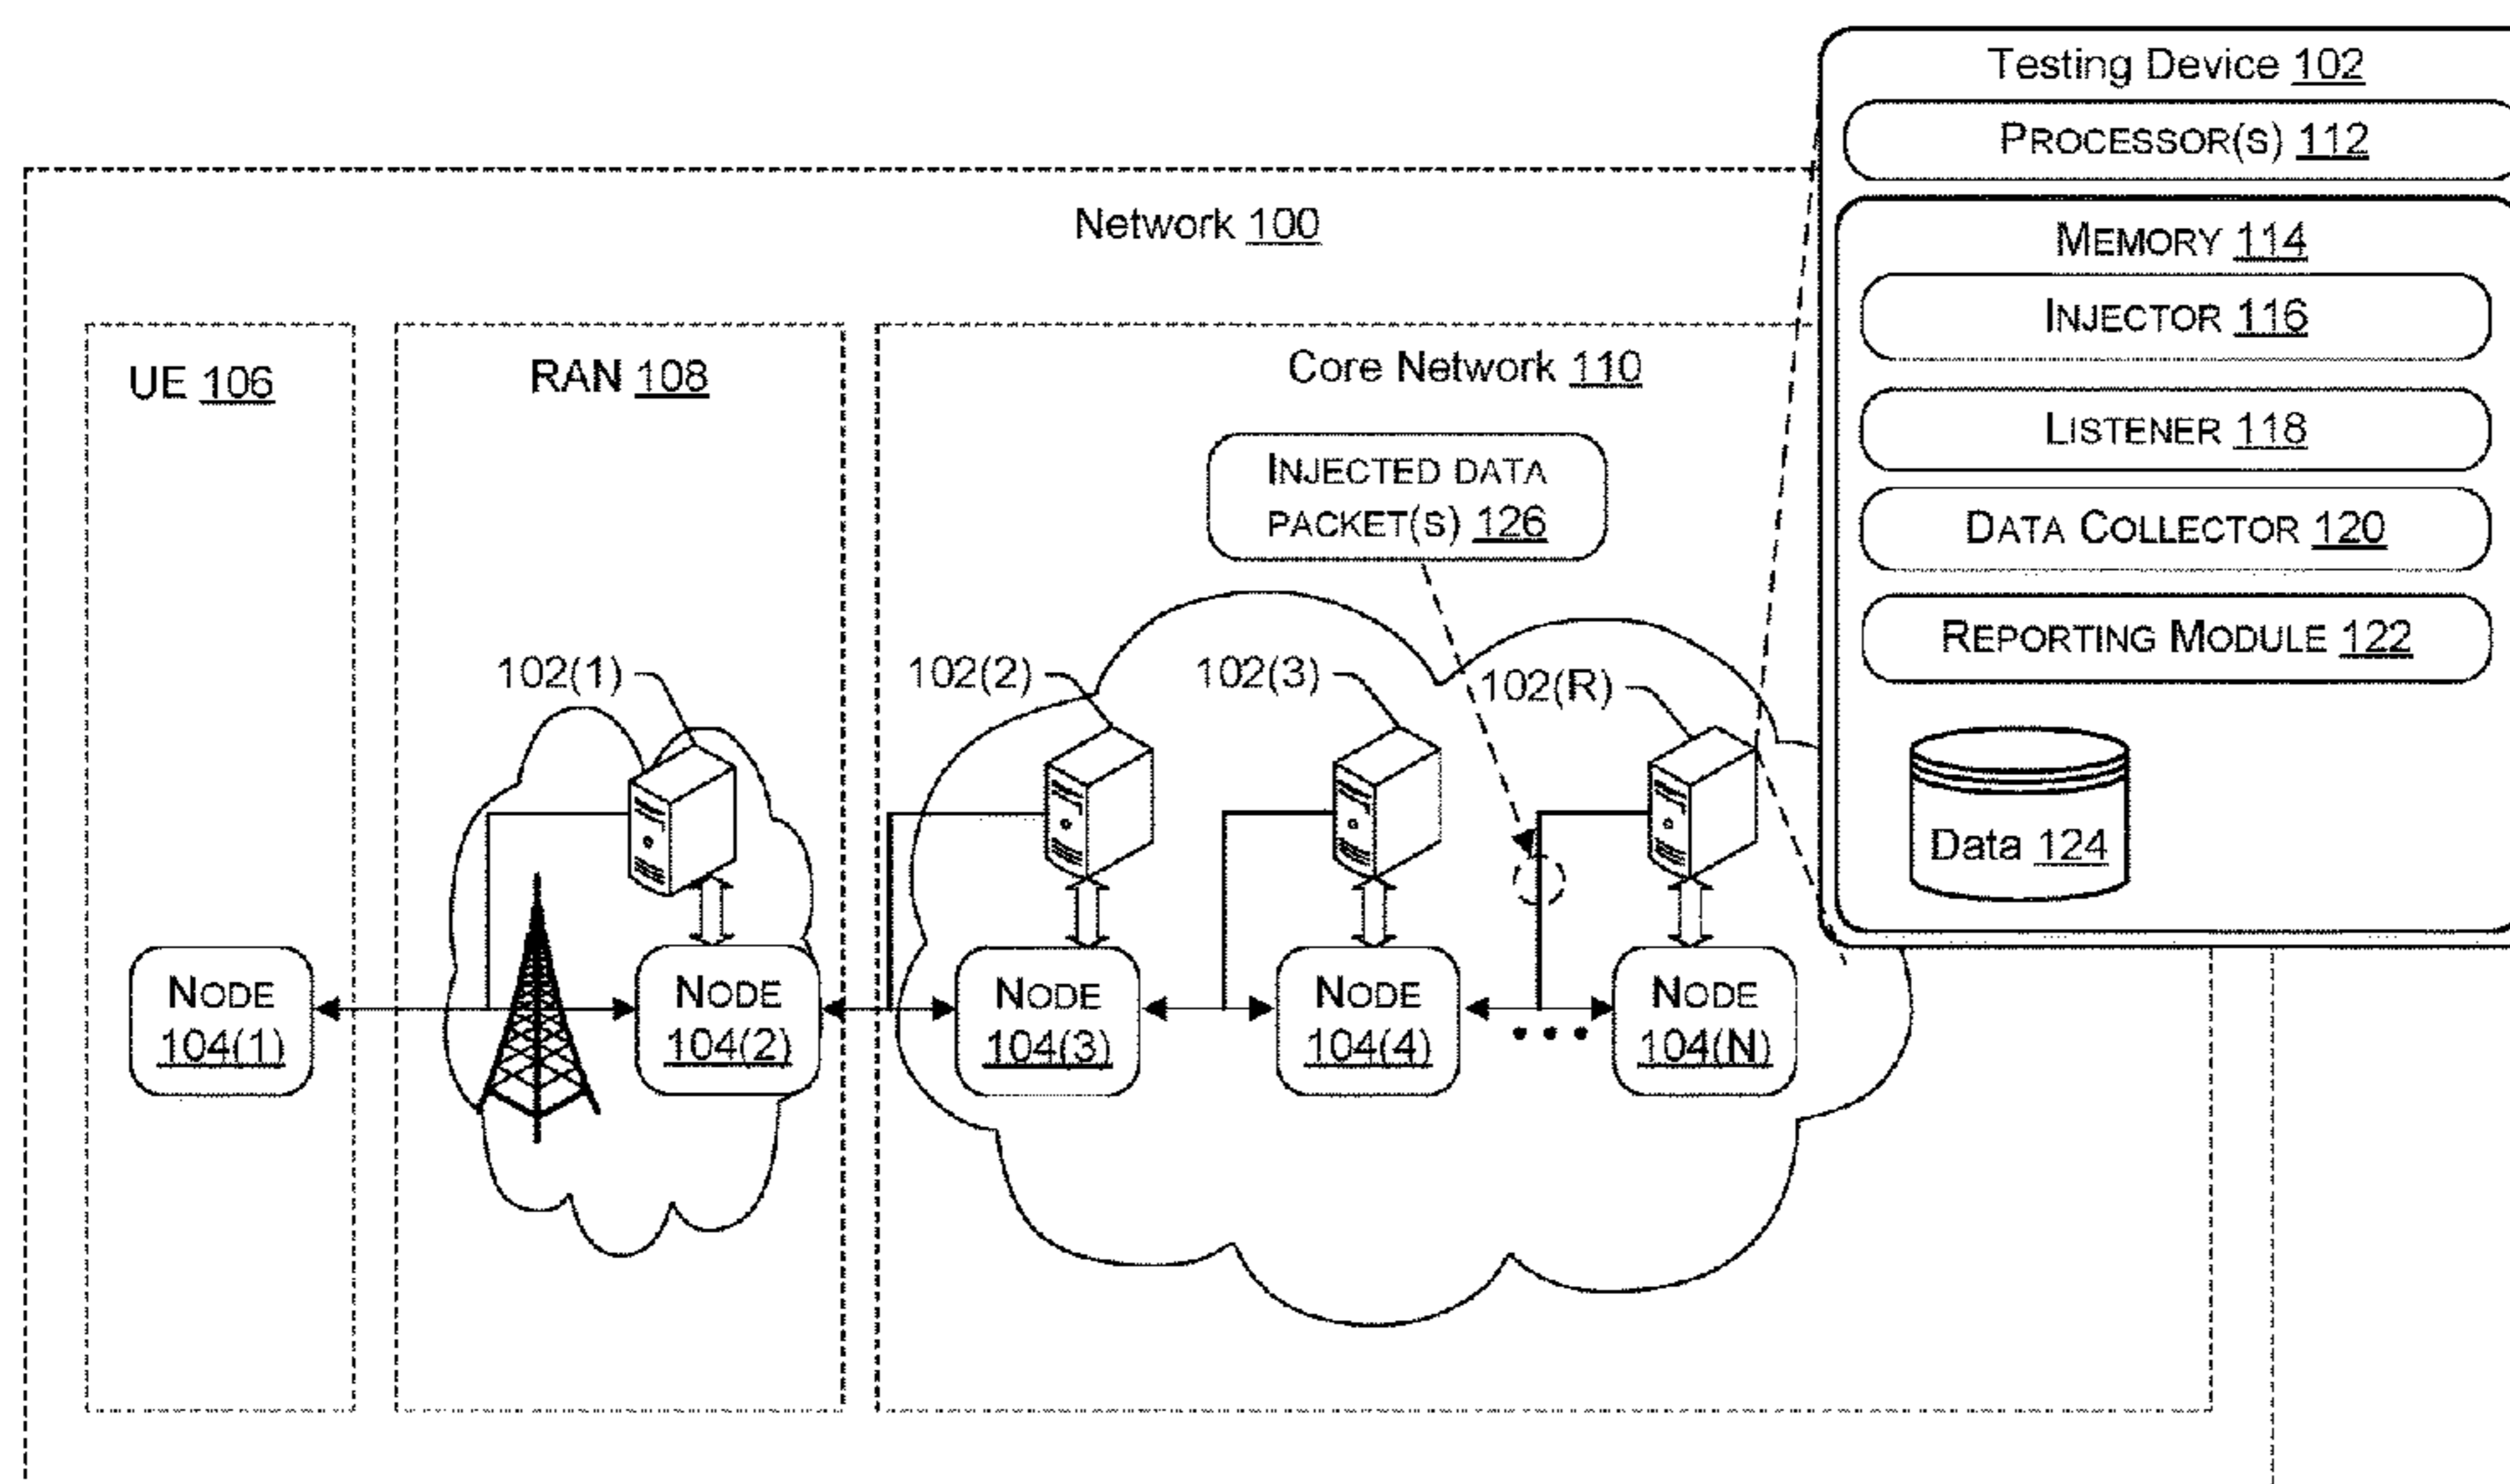 Testing Device 102
PROCESSOR(S) 112
Network 100
MEMORY 114
INJECTOR 116
LISTENER 118
DATA COLLECTOR 120
REPORTING MODULE 122
Data 124
UE 106
RAN 108
Core Network 110
INJECTED DATA
PACKET(S) 126
102(1)
102(2)
102(3)
102(R)
NODE
104(1)
NODE
104(2)
NODE
104(3)
NODE
104(4)
• • •
NODE
104(N)